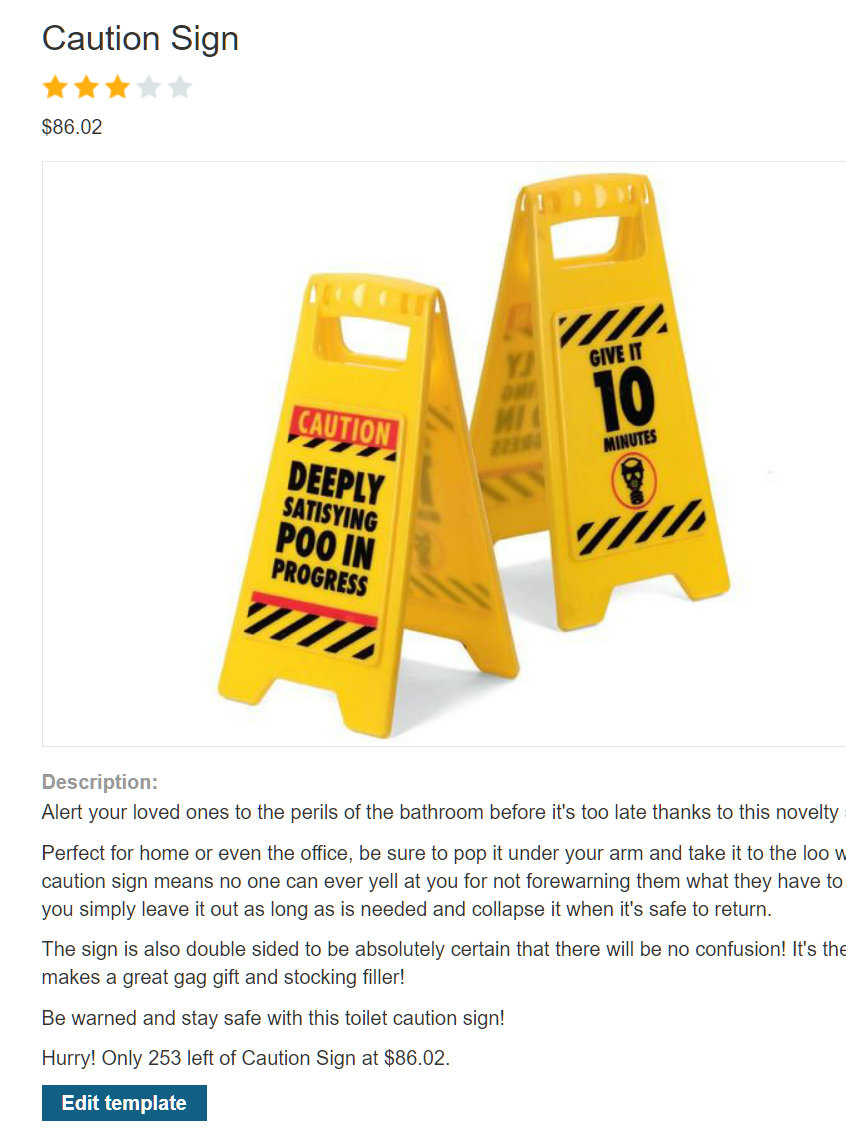 Caution Sign
$86.02
CAUTION
DEEPLY
SATISYING
POO IN
PROGRESS
GIVE IT
10
MINUTES
Description:
Alert your loved ones to the perils of the bathroom before it's too late thanks to this novelty
Perfect for home or even the office, be sure to pop it under your arm and take it to the loo
caution sign means no one can ever yell at you for not forewarning them what they have to
you simply leave it out as long as is needed and collapse it when it's safe to return.
The sign is also double sided to be absolutely certain that there will be no confusion! It's
makes a great gag gift and stocking filler!
Be warned and stay safe with this toilet caution sign!
Hurry! Only 253 left of Caution Sign at $86.02.
Edit template